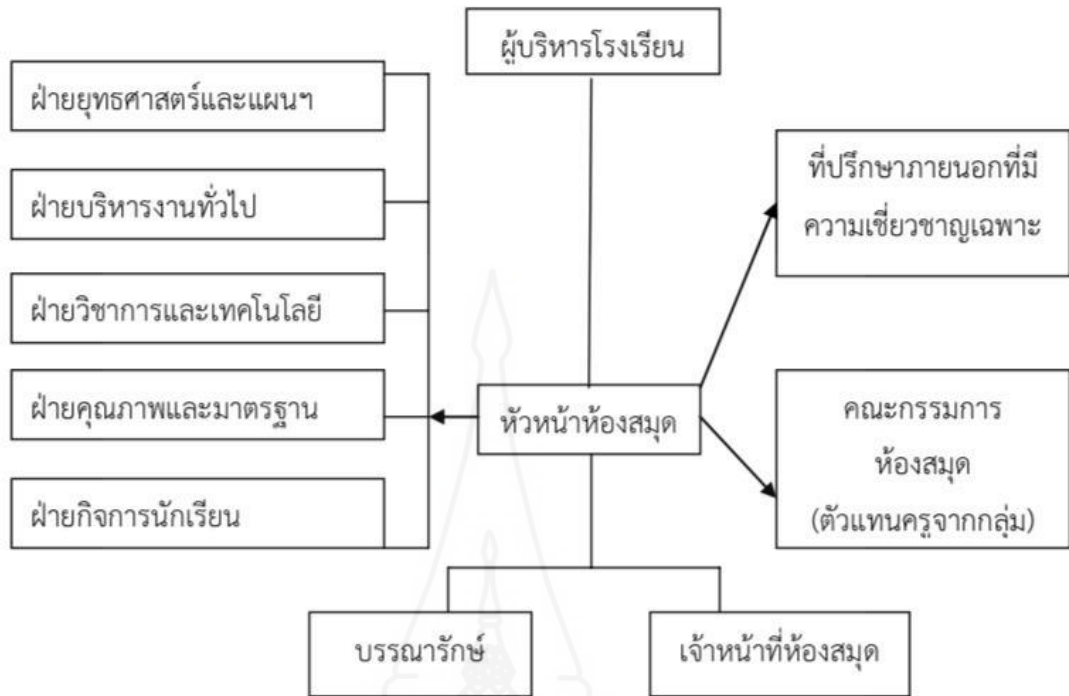 ผู้บริหารโรงเรียน
ฝ่ายยุทธศาสตร์และแผนฯ
ฝ่ายบริหารงานทั่วไป
ฝ่ายวิชาการและเทคโนโลยี
ฝ่ายคุณภาพและมาตรฐาน
ฝ่ายกิจการนักเรียน
หัวหน้าห้องสมุด
ที่ปรึกษาภายนอกที่มี
ความเชี่ยวชาญเฉพาะ
คณะกรรมการ
ห้องสมุด
(ตัวแทนครูจากกลุ่ม)
บรรณารักษ์
เจ้าหน้าที่ห้องสมุด